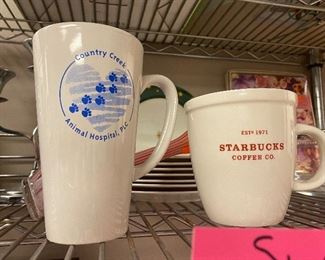 Country Creek
Animal Hospital, PLC
EST 1971
STARBUCKS
COFFEE CO.